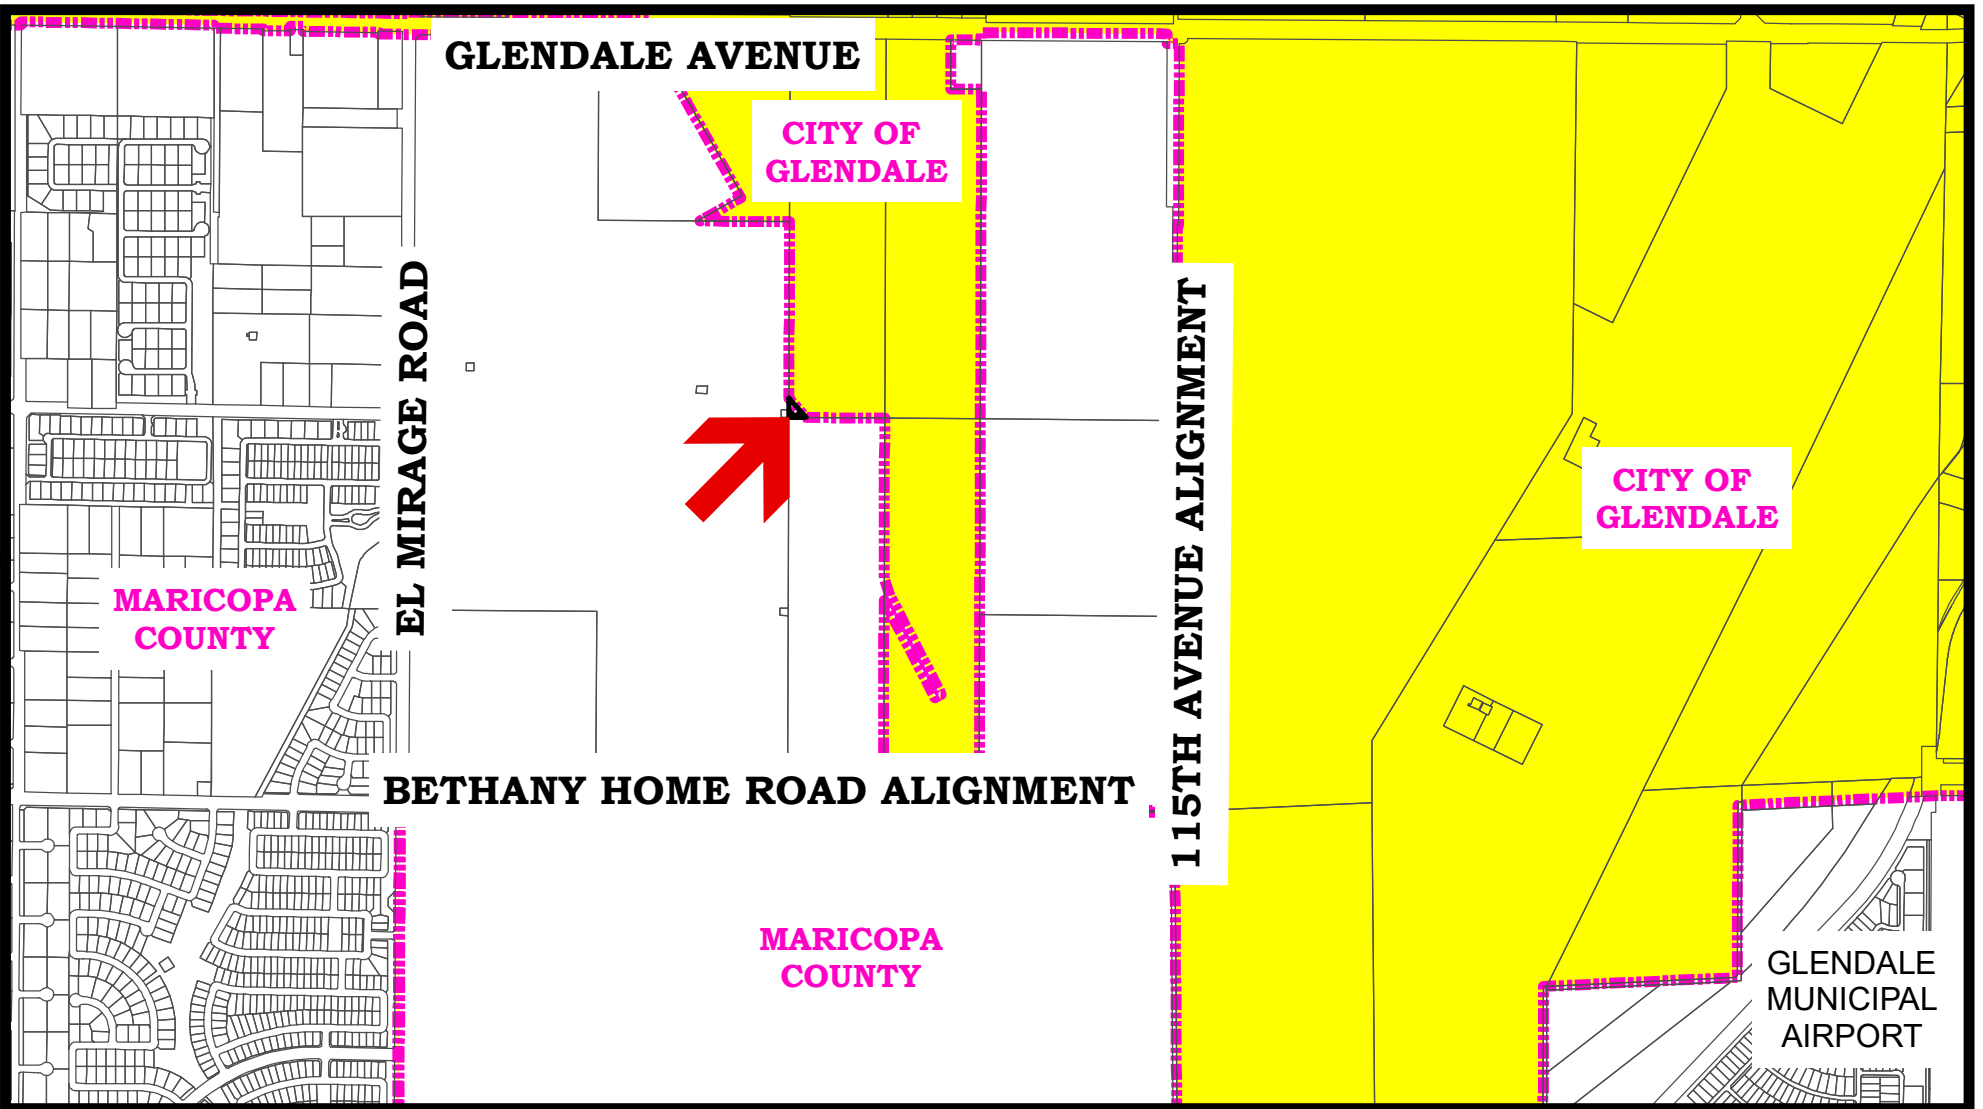 GLENDALE AVENUE
CITY OF
GLENDALE
EL MIRAGE ROAD
115TH AVENUE ALIGNMENT
CITY OF
GLENDALE
MARICOPA
COUNTY
BETHANY HOME ROAD ALIGNMENT
MARICOPA
COUNTY
GLENDALE
MUNICIPAL
AIRPORT